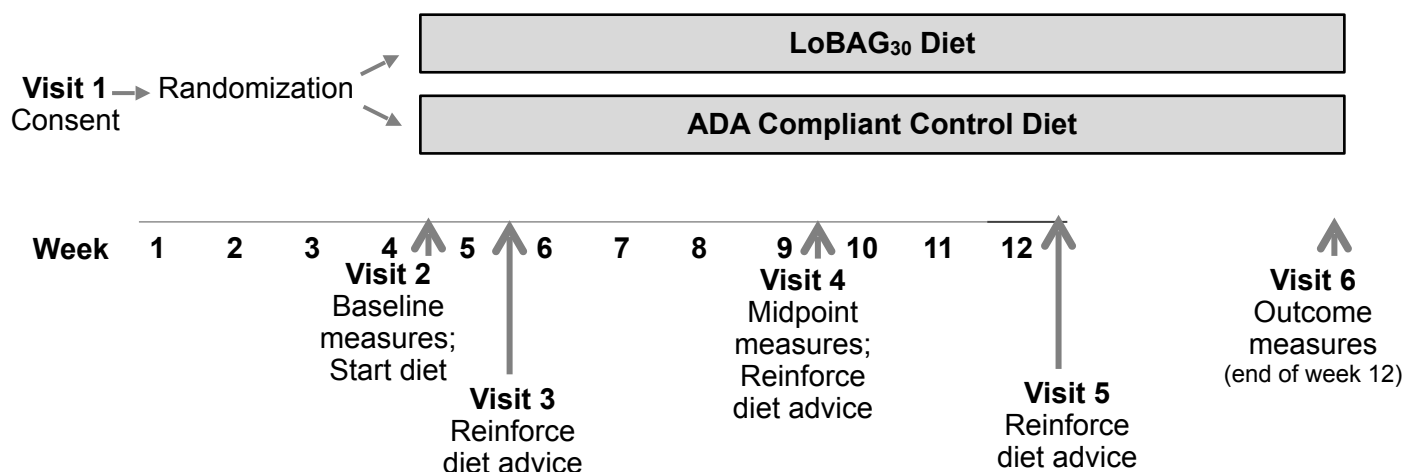 LoBAG₃₀ Diet
Visit 1
Consent
Randomization
ADA Compliant Control Diet
Week 1 2 3 4 5 6 7 8 9 10 11 12
Visit 2
Baseline
measures;
Start diet
Visit 3
Reinforce
diet advice
Visit 4
Midpoint
measures;
Reinforce
diet advice
Visit 5
Reinforce
diet advice
Visit 6
Outcome
measures
(end of week 12)